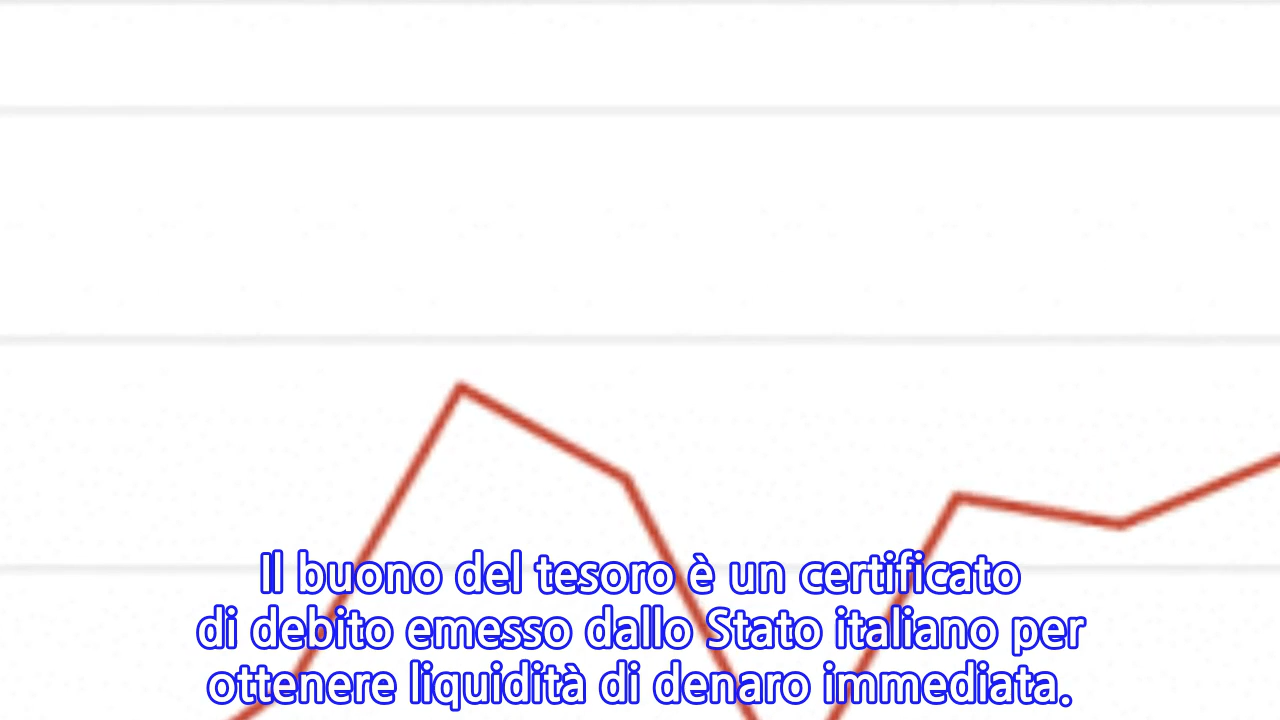 Il buono del tesoro è un certificato
di debito emesso dallo Stato italiano per
ottenere liquidità di denaro immediata.